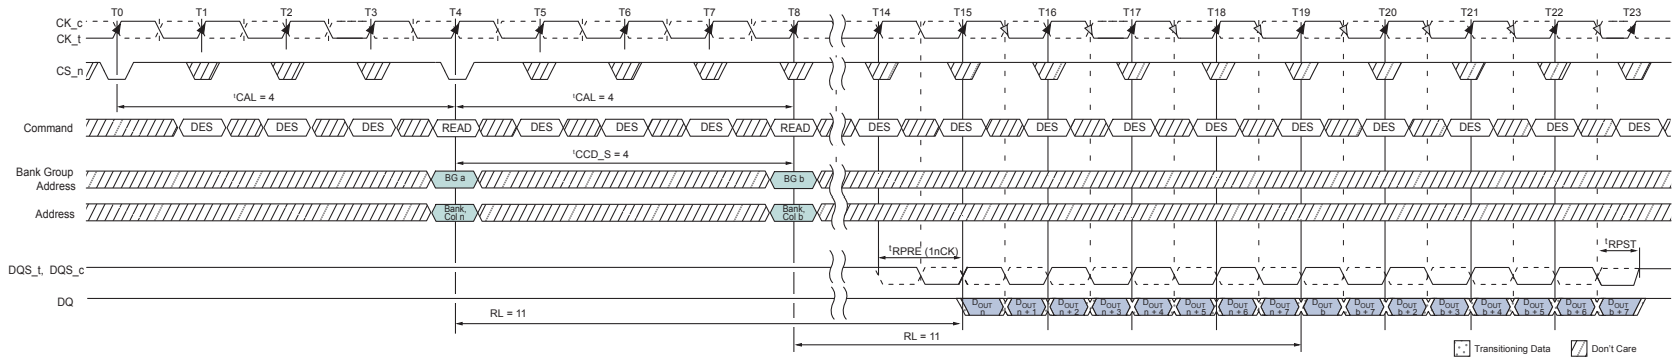 T0 T1 T2 T3 T4 T5 T6 T7 T8 T14 T15 T16 T17 T18 T19 T20 T21 T22 T23
CK_c
CK_t
CS_n
tCAL = 4 tCAL = 4
Command DES DES DES READ DES DES DES READ DES DES DES DES DES DES DES DES DES DES
tCCD_S = 4
Bank Group
Address
BG a BG b
Address
Bank, Bank,
Col n Col b
tRPRE (1nCK) tRPST
DQS_t, DQS_c
DQ
DOUT DOUT DOUT DOUT DOUT DOUT DOUT DOUT DOUT DOUT DOUT DOUT DOUT DOUT DOUT DOUT
n n + 1 n + 2 n + 3 n + 4 n + 5 n + 6 n + 7 b b + 7 b + 2 b + 3 b + 4 b + 5 b + 6 b + 7
RL = 11
RL = 11
Transitioning Data Don't Care